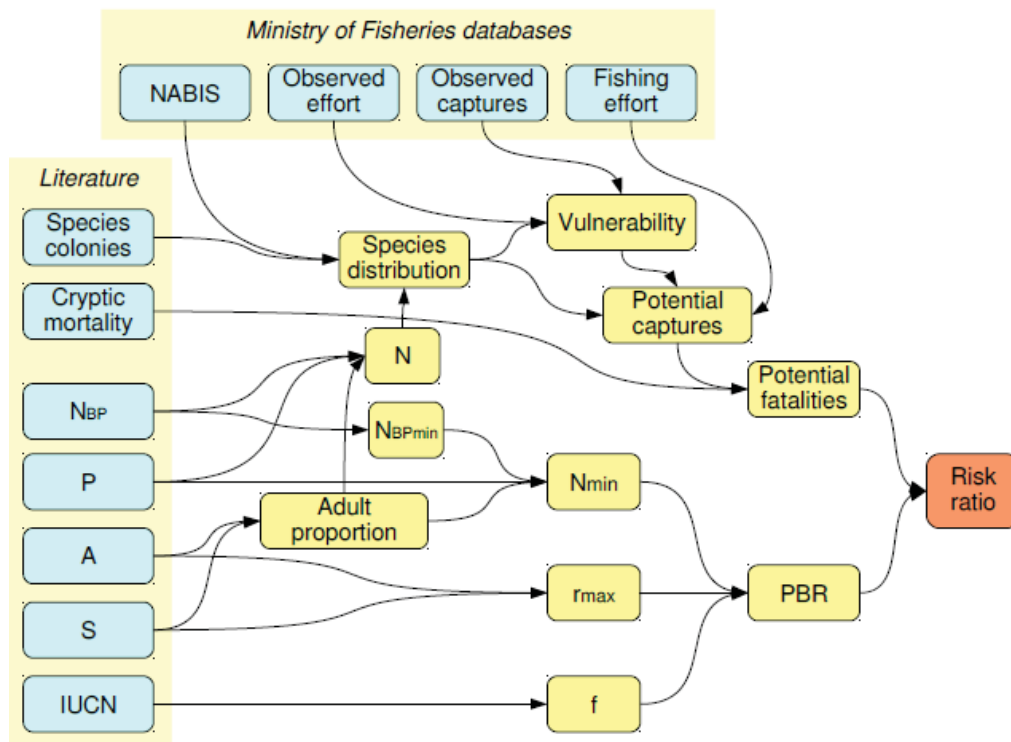 Ministry of Fisheries databases
NABIS
Observed
effort
Observed
captures
Fishing
effort
Literature
Species
colonies
Cryptic
mortality
NBP
P
A
S
IUCN
Species
distribution
Vulnerability
Potential
captures
N
NBPmin
Adult
proportion
Potential
fatalities
Nmin
rmax
f
PBR
Risk
ratio